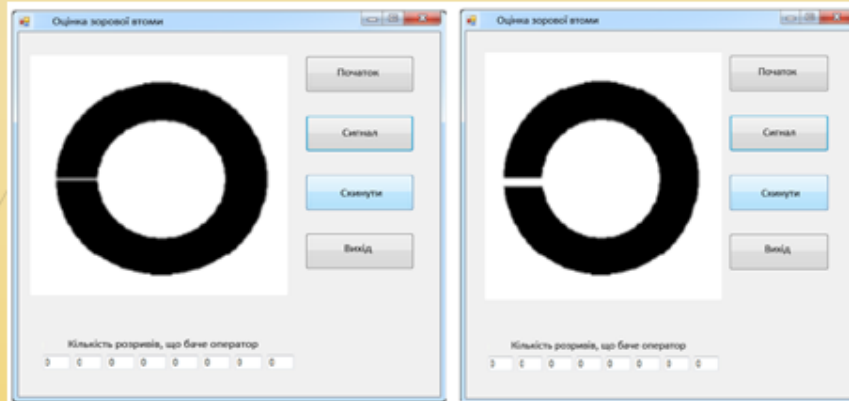 Оцінка зорової втоми
Початок
Сигнал
Скинути
Вихід
Кількість розривів, що баче оператор
0 0 0 0 0 0 0 0
Оцінка зорової втоми
Початок
Сигнал
Скинути
Вихід
Кількість розривів, що баче оператор
0 0 0 0 0 0 0 0